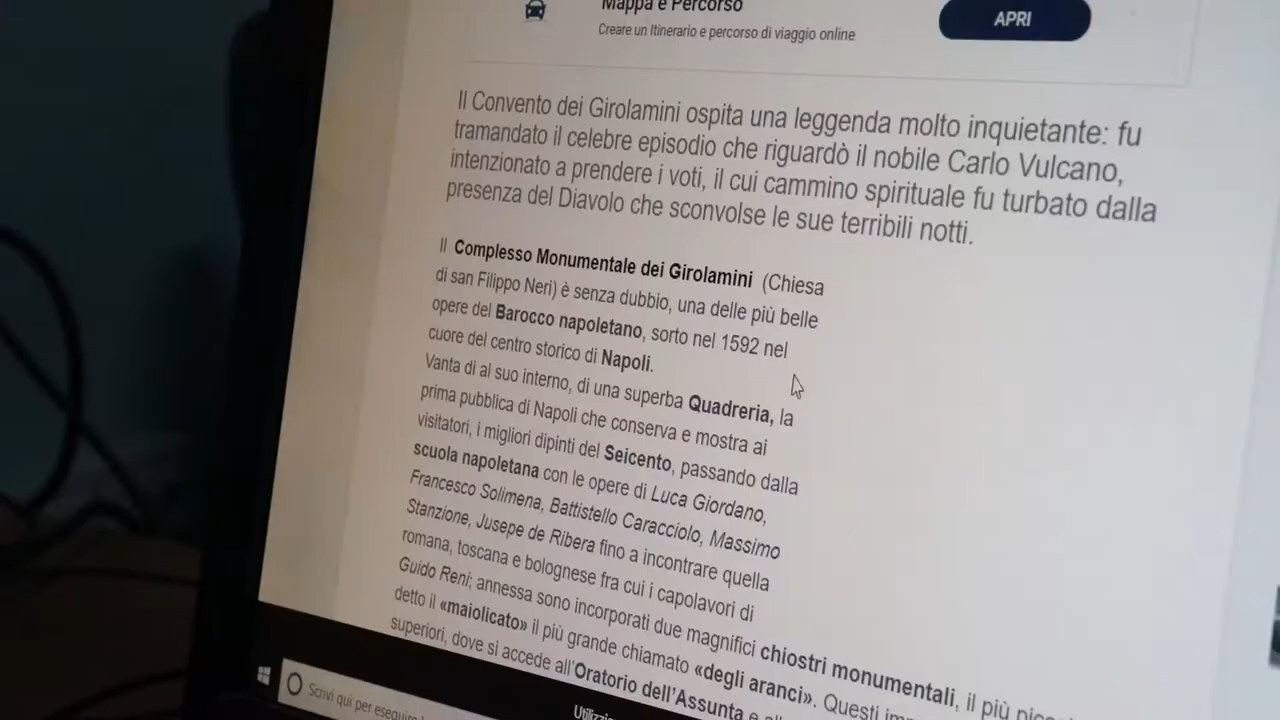 Mappa e Percorso
Creare un Itinerario e percorso di viaggio online
APRI
Il Convento dei Girolamini ospita una leggenda molto inquietante: fu
tramandato il celebre episodio che riguardò il nobile Carlo Vulcano,
intenzionato a prendere i voti, il cui cammino spirituale fu turbato dalla
presenza del Diavolo che sconvolse le sue terribili notti.
Il Complesso Monumentale dei Girolamini (Chiesa
di san Filippo Neri) è senza dubbio, una delle più belle
opere del Barocco napoletano, sorto nel 1592 nel
cuore del centro storico di Napoli.
Vanta di al suo interno, di una superba Quadreria, la
prima pubblica di Napoli che conserva e mostra ai
visitatori, i migliori dipinti del Seicento, passando dalla
scuola napoletana con le opere di Luca Giordano,
Francesco Solimena, Battistello Caracciolo, Massimo
Stanzione, Jusepe de Ribera fino a incontrare quella
romana, toscana e bolognese fra cui i capolavori di
Guido Reni; annessa sono incorporati due magnifici chiostri monumentali, il più
detto il «maiolicato» il più grande chiamato «degli aranci». Questi
superiori, dove si accede all'Oratorio dell'Assunta e
Scrivi qui per eseguire